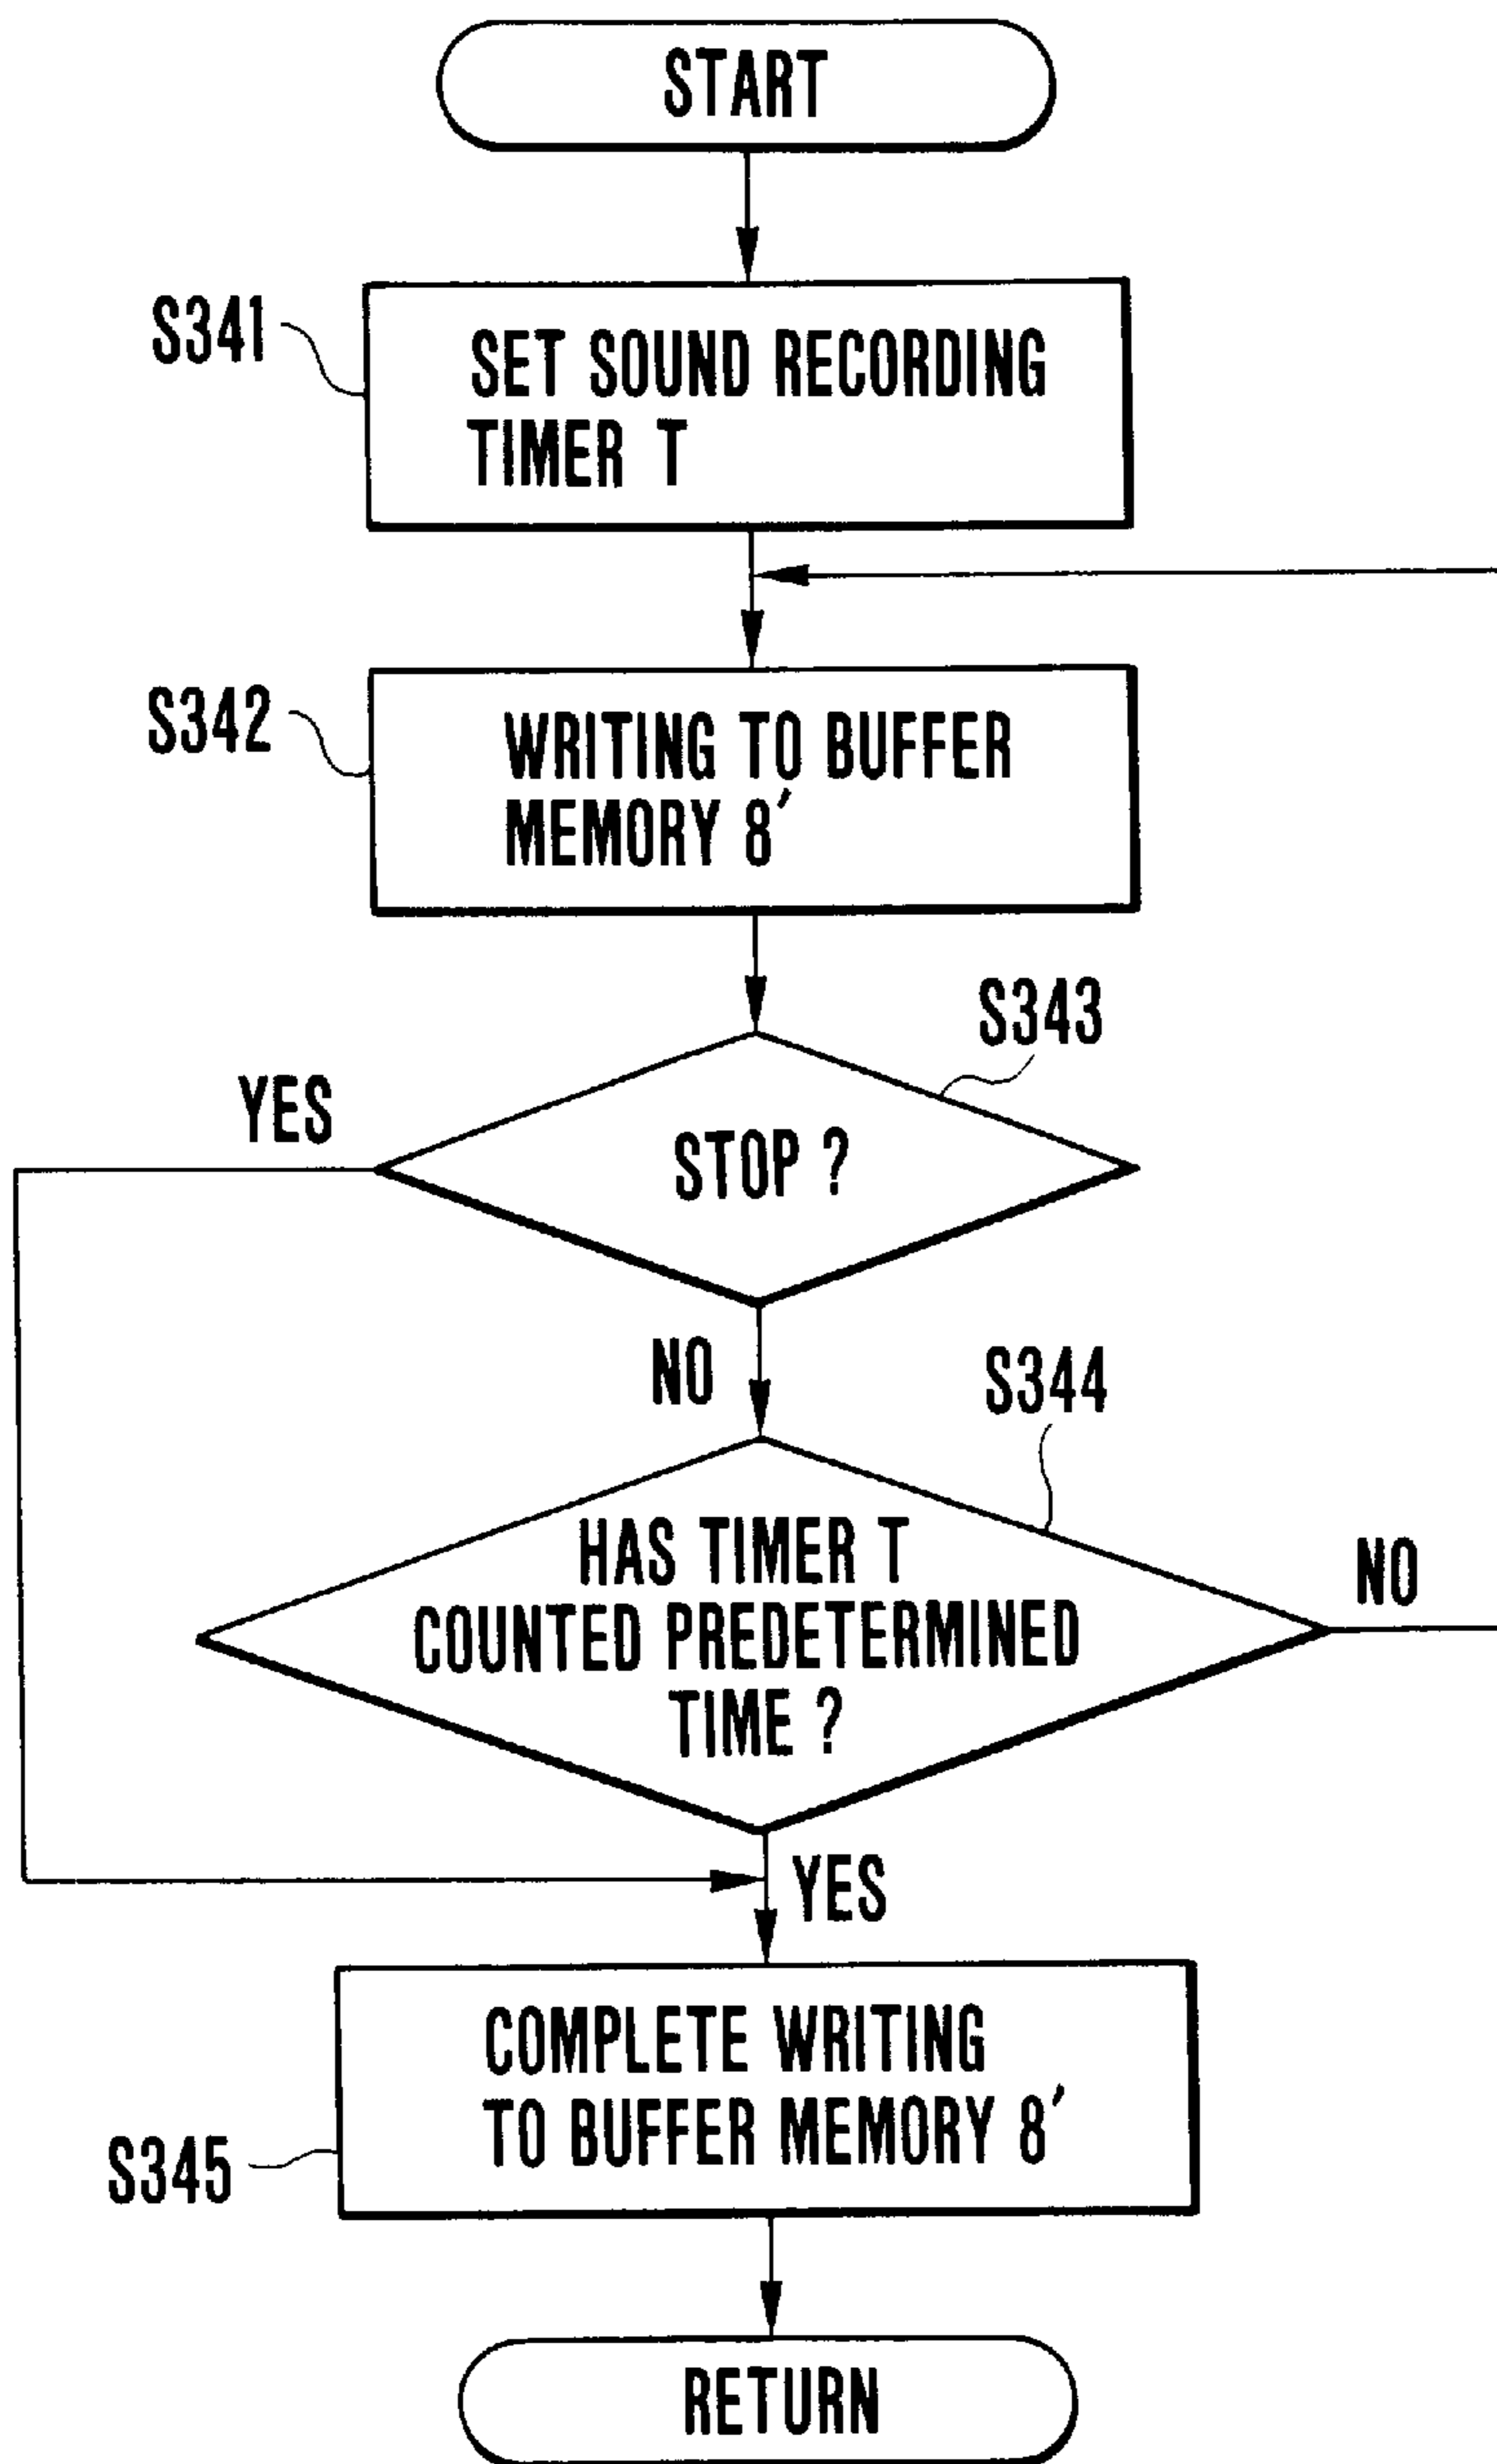 START
S341
SET SOUND RECORDING
TIMER T
S342
WRITING TO BUFFER
MEMORY 8'
S343
YES
STOP ?
NO
S344
HAS TIMER T
COUNTED PREDETERMINED
TIME ?
NO
YES
COMPLETE WRITING
TO BUFFER MEMORY 8'
S345
RETURN